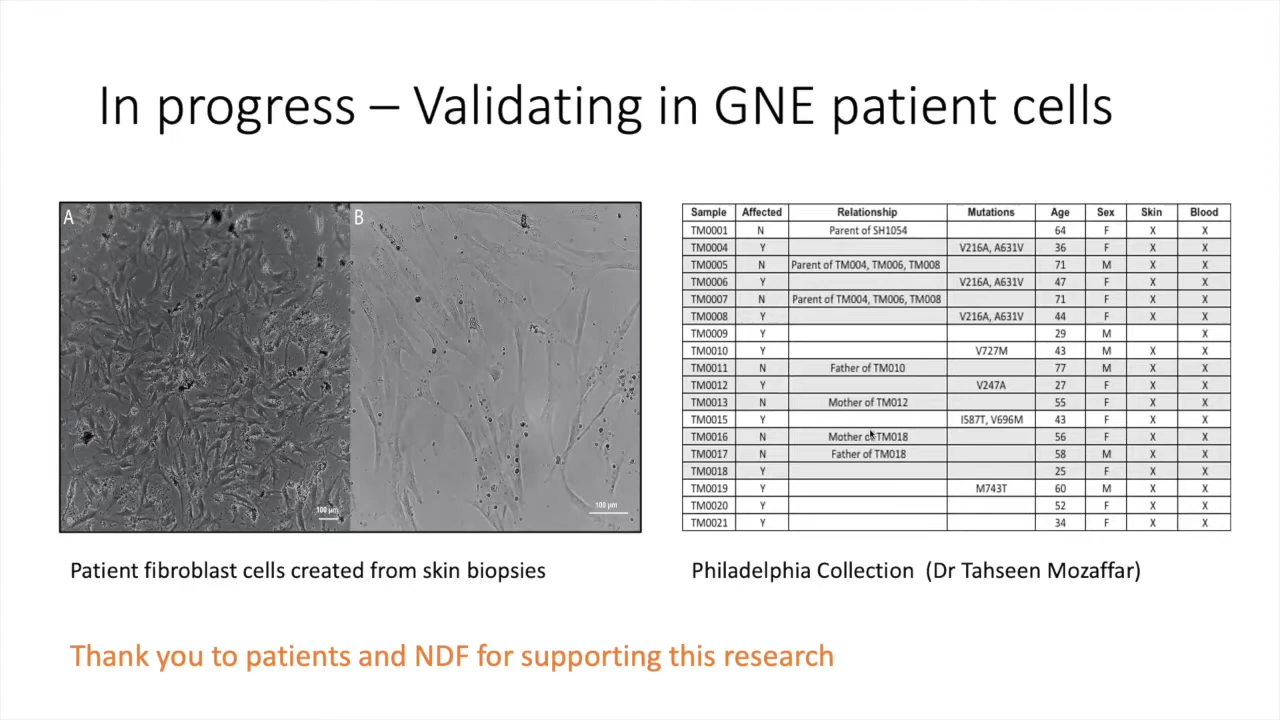 In progress – Validating in GNE patient cells
A
B
100 µm
100 µm
Sample Affected Relationship Mutations Age Sex Skin Blood
TM0001 N Parent of SH1054 64 F X X
TM0004 Y V216A, A631V 36 F X X
TM0005 N Parent of TM004, TM006, TM008 71 M X X
TM0006 Y V216A, A631V 47 F X X
TM0007 N Parent of TM004, TM006, TM008 71 F X X
TM0008 Y V216A, A631V 44 F X X
TM0009 Y 29 M X
TM0010 Y V727M 43 M X X
TM0011 N Father of TM010 77 M X X
TM0012 Y V247A 27 F X X
TM0013 N Mother of TM012 55 F X X
TM0015 Y I587T, V696M 43 F X X
TM0016 N Mother of TM018 56 F X X
TM0017 N Father of TM018 58 M X X
TM0018 Y 25 F X X
TM0019 Y M743T 60 M X X
TM0020 Y 52 F X X
TM0021 Y 34 F X X
Patient fibroblast cells created from skin biopsies
Philadelphia Collection (Dr Tahseen Mozaffar)
Thank you to patients and NDF for supporting this research